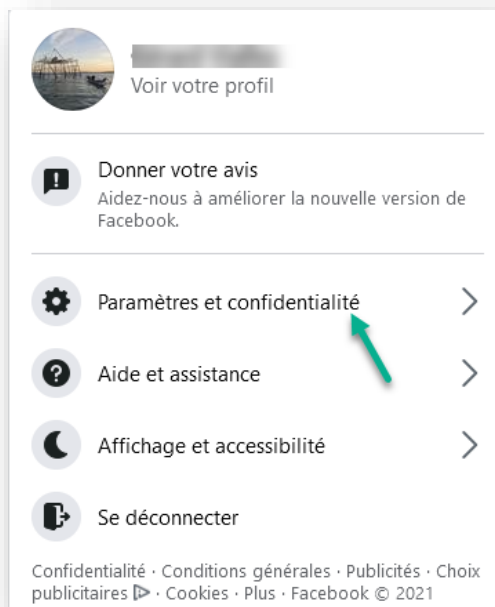 Voir votre profil
Donner votre avis
Aidez-nous à améliorer la nouvelle version de
Facebook.
Paramètres et confidentialité
Aide et assistance
Affichage et accessibilité
Se déconnecter
Confidentialité · Conditions générales · Publicités · Choix
publicitaires · Cookies · Plus · Facebook © 2021